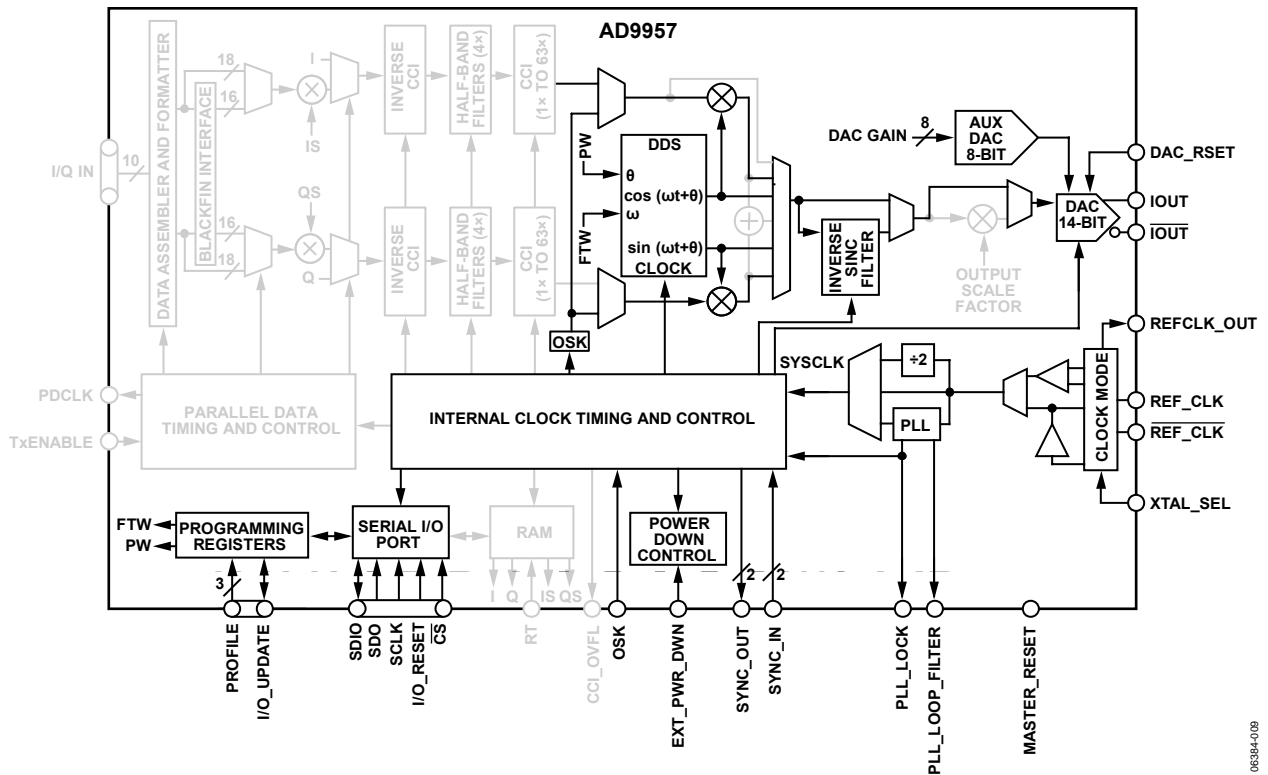 AD9957
I/Q IN
10
DATA ASSEMBLER AND FORMATTER
BLACKFIN INTERFACE
18
16
16
18
IS
QS
I
Q
INVERSE
CCI
HALF-BAND
FILTERS (4×)
CCI
(1× TO 63×)
INVERSE
CCI
HALF-BAND
FILTERS (4×)
CCI
(1× TO 63×)
OSK
PW
FTW
DDS
θ
cos (ωt+θ)
ω
sin (ωt+θ)
CLOCK
INVERSE
SINC
FILTER
OUTPUT
SCALE
FACTOR
DAC GAIN
8
AUX
DAC
8-BIT
DAC
14-BIT
DAC_RSET
IOUT
IOUT
REFCLK_OUT
REF_CLK
REF_CLK
XTAL_SEL
CLOCK MODE
SYSCLK
÷2
PLL
PDCLK
TxENABLE
PARALLEL DATA
TIMING AND CONTROL
INTERNAL CLOCK TIMING AND CONTROL
FTW
PW
PROGRAMMING
REGISTERS
SERIAL I/O
PORT
RAM
POWER
DOWN
CONTROL
3
I
Q
IS
QS
2
2
PROFILE
I/O_UPDATE
SDIO
SDO
SCLK
I/O_RESET
CS
RT
CCI_OVFL
OSK
EXT_PWR_DWN
SYNC_OUT
SYNC_IN
PLL_LOCK
PLL_LOOP_FILTER
MASTER_RESET
06384-009